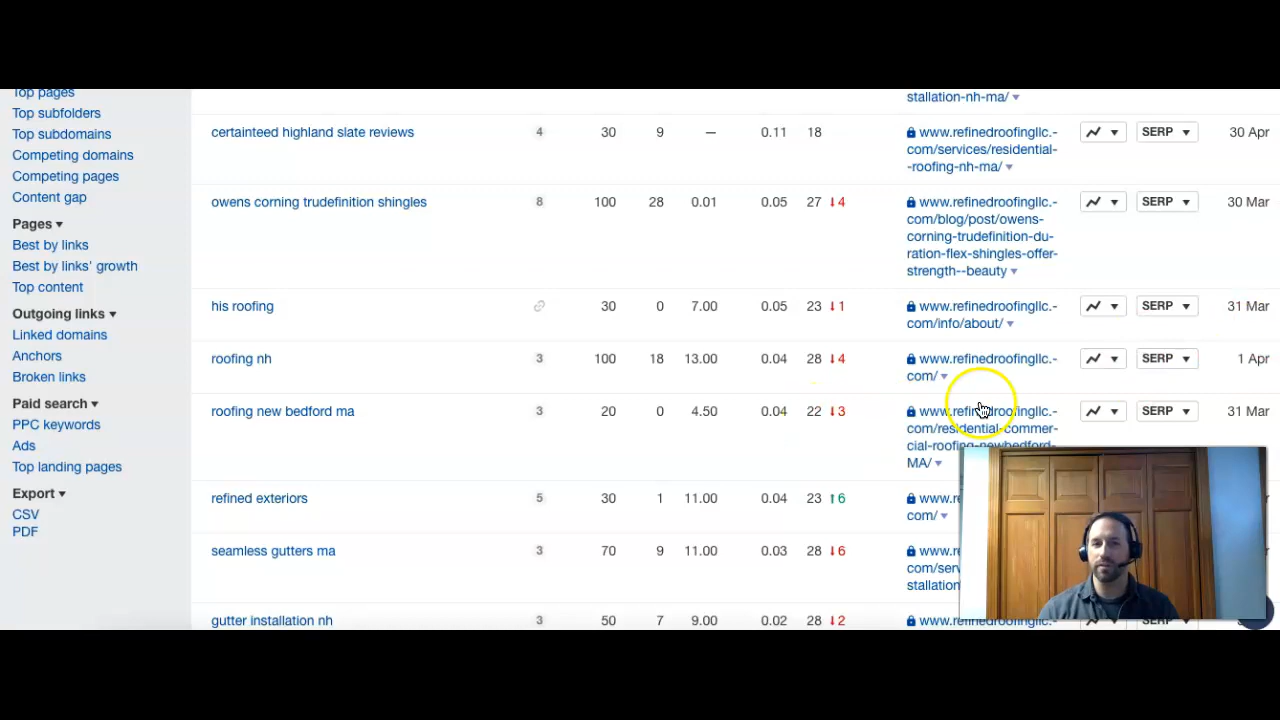 Top pages
Top subfolders
Top subdomains
Competing domains
Competing pages
Content gap
Pages
Best by links
Best by links' growth
Top content
Outgoing links
Linked domains
Anchors
Broken links
Paid search
PPC keywords
Ads
Top landing pages
Export
CSV
PDF
stallation-nh-ma/
certainteed highland slate reviews 4 30 9 — 0.11 18 www.refinedroofingllc.- SERP 30 Apr
com/services/residential-
-roofing-nh-ma/
owens corning trudefinition shingles 8 100 28 0.01 0.05 27 ↓4 www.refinedroofingllc.- SERP 30 Mar
com/blog/post/owens-
corning-trudefinition-du-
ration-flex-shingles-offer-
strength--beauty
his roofing 30 0 7.00 0.05 23 ↓1 www.refinedroofingllc.- SERP 31 Mar
com/info/about/
roofing nh 3 100 18 13.00 0.04 28 ↓4 www.refinedroofingllc.- SERP 1 Apr
com/
roofing new bedford ma 3 20 0 4.50 0.04 22 ↓3 www.refinedroofingllc.- SERP 31 Mar
com/residential-commer-
cial-roofing-newbedford-
MA/
refined exteriors 5 30 1 11.00 0.04 23 ↑6
com/
seamless gutters ma 3 70 9 11.00 0.03 28 ↓6
stallation
gutter installation nh 3 50 7 9.00 0.02 28 ↓2 www.refinedroofingllc.- SERP